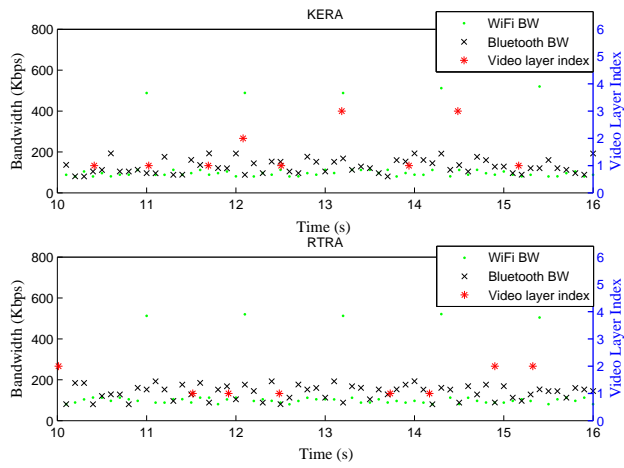 KERA
WiFi BW
Bluetooth BW
Video layer index
Bandwidth (Kbps)
800
600
400
200
0
6
5
4
3
2
1
0
Video Layer Index
10 11 12 13 14 15 16
Time (s)
RTRA
WiFi BW
Bluetooth BW
Video layer index
Bandwidth (Kbps)
800
600
400
200
0
6
5
4
3
2
1
0
Video Layer Index
10 11 12 13 14 15 16
Time (s)